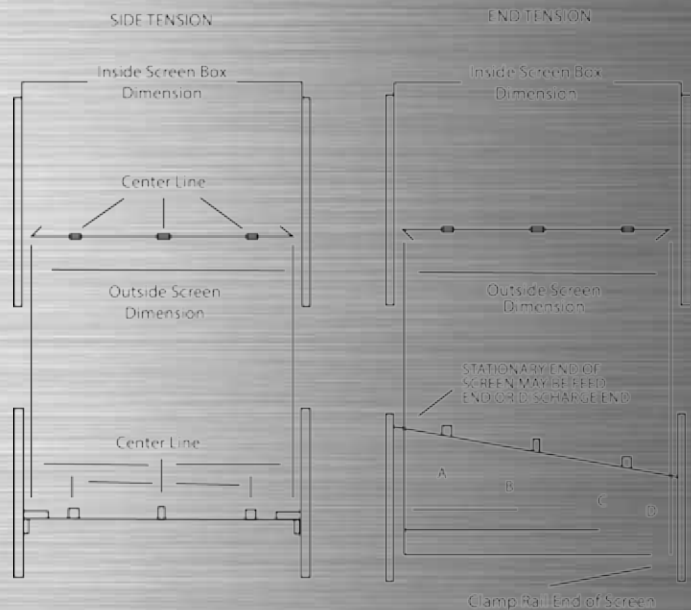 SIDE TENSION
Inside Screen Box
Dimension
Center Line
Outside Screen
Dimension
Center Line
END TENSION
Inside Screen Box
Dimension
Outside Screen
Dimension
STATIONARY END OF
SCREEN MAY BE FEED
END OR DISCHARGE END
A
B
C
D
Clamp Rail End of Screen